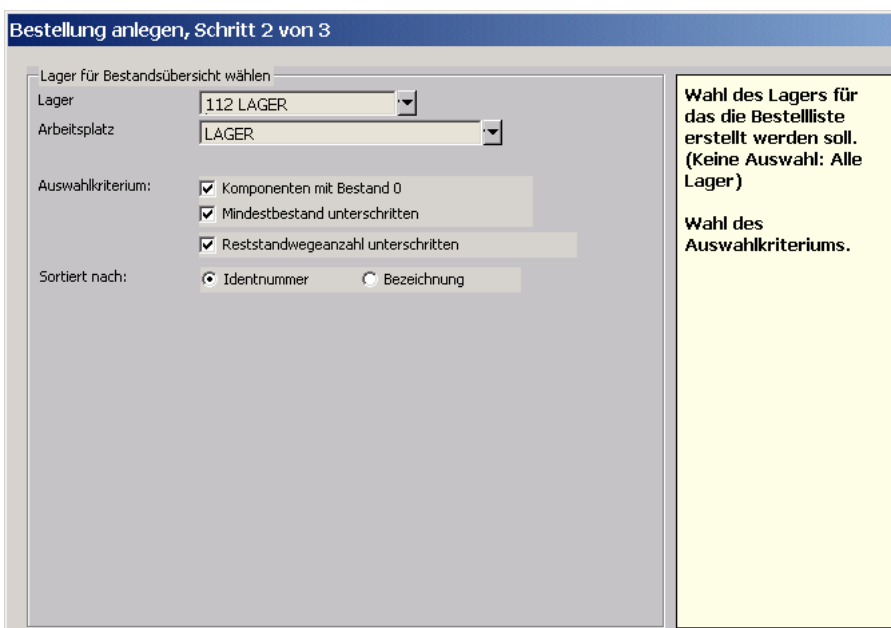 Bestellung anlegen, Schritt 2 von 3
Lager für Bestandsübersicht wählen
Lager
112 LAGER
Arbeitsplatz
LAGER
Auswahlkriterium:
Komponenten mit Bestand 0
Mindestbestand unterschritten
Reststandwegeanzahl unterschritten
Sortiert nach:
Identnummer
Bezeichnung
Wahl des Lagers für
das die Bestellliste
erstellt werden soll.
(Keine Auswahl: Alle
Lager)
Wahl des
Auswahlkriteriums.